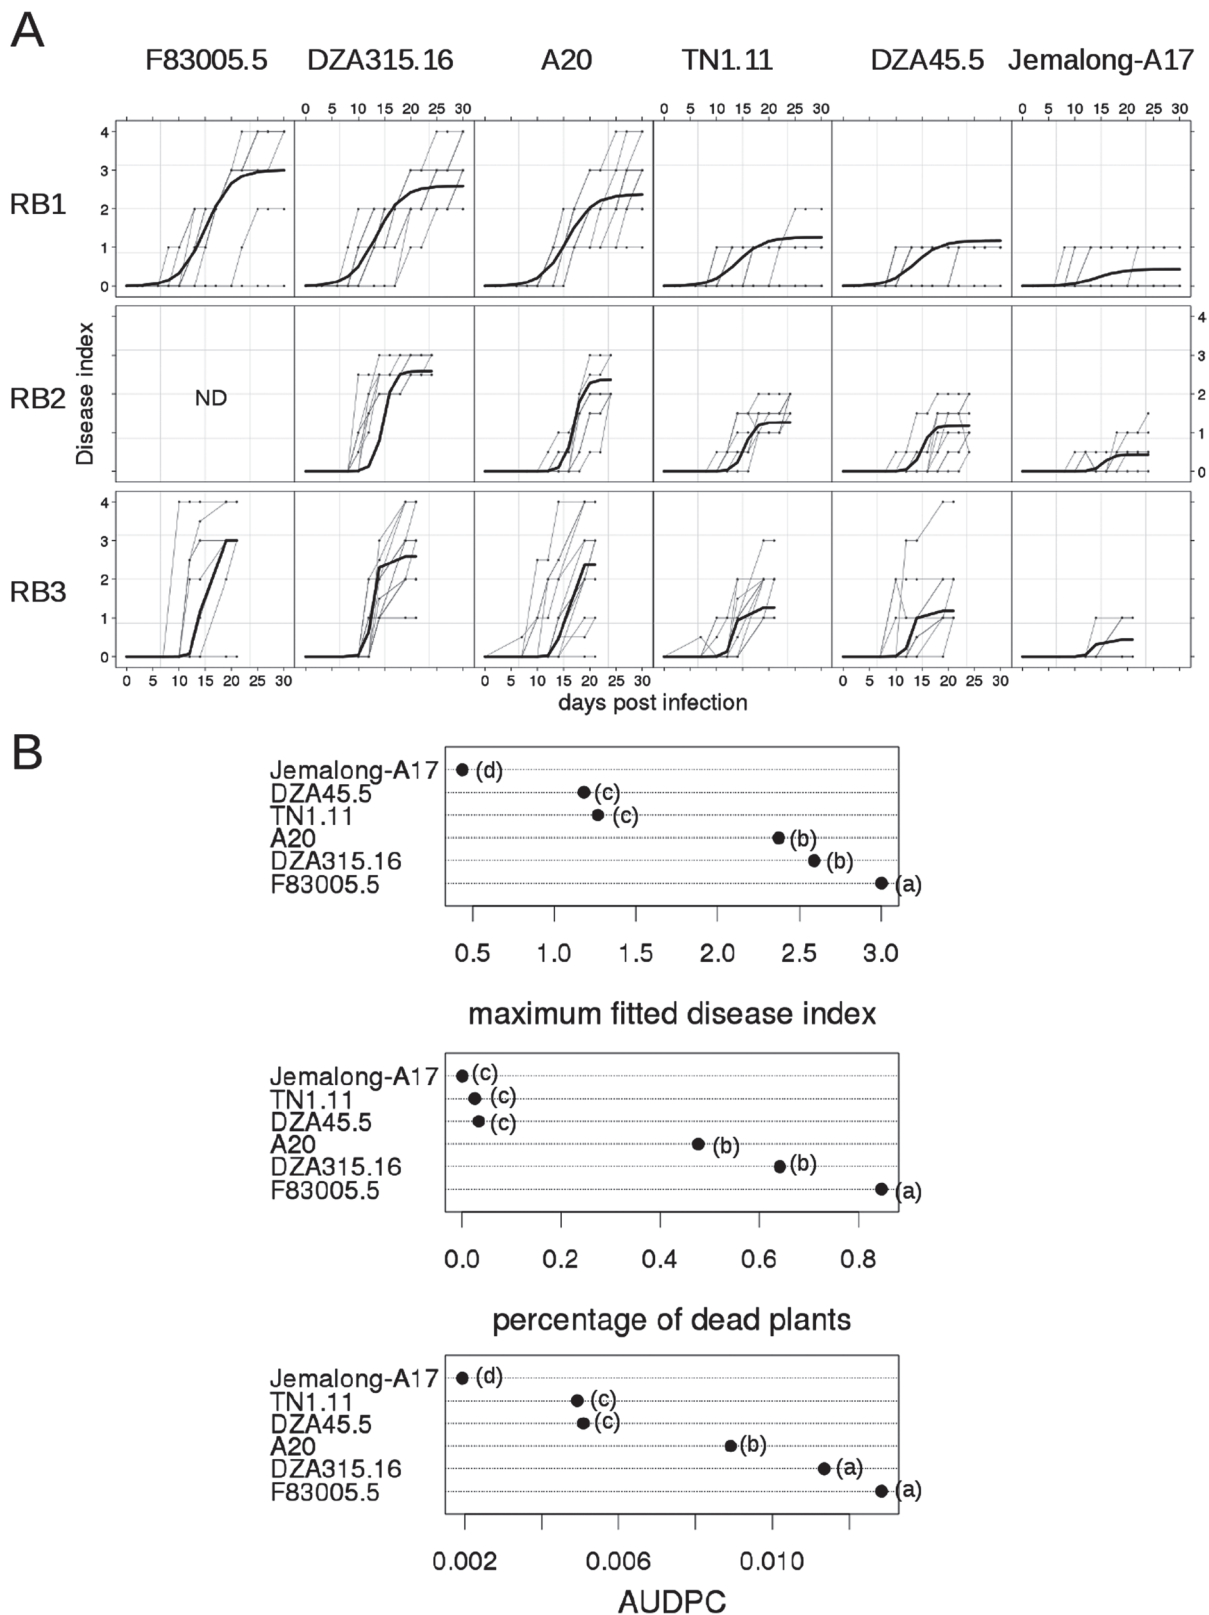 A
F83005.5 DZA315.16 A20 TN1.11 DZA45.5 Jemalong-A17
0 5 10 15 20 25 30 0 5 10 15 20 25 30 0 5 10 15 20 25 30
RB1
4
3
2
1
0
Disease index
RB2
ND
4
3
2
1
0
RB3
4
3
2
1
0
0 5 10 15 20 25 30 0 5 10 15 20 25 30 0 5 10 15 20 25 30
days post infection
B
Jemalong-A17 (d)
DZA45.5 (c)
TN1.11 (c)
A20 (b)
DZA315.16 (b)
F83005.5 (a)
0.5 1.0 1.5 2.0 2.5 3.0
maximum fitted disease index
Jemalong-A17 (c)
TN1.11 (c)
DZA45.5 (c)
A20 (b)
DZA315.16 (b)
F83005.5 (a)
0.0 0.2 0.4 0.6 0.8
percentage of dead plants
Jemalong-A17 (d)
TN1.11 (c)
DZA45.5 (c)
A20 (b)
DZA315.16 (a)
F83005.5 (a)
0.002 0.006 0.010
AUDPC